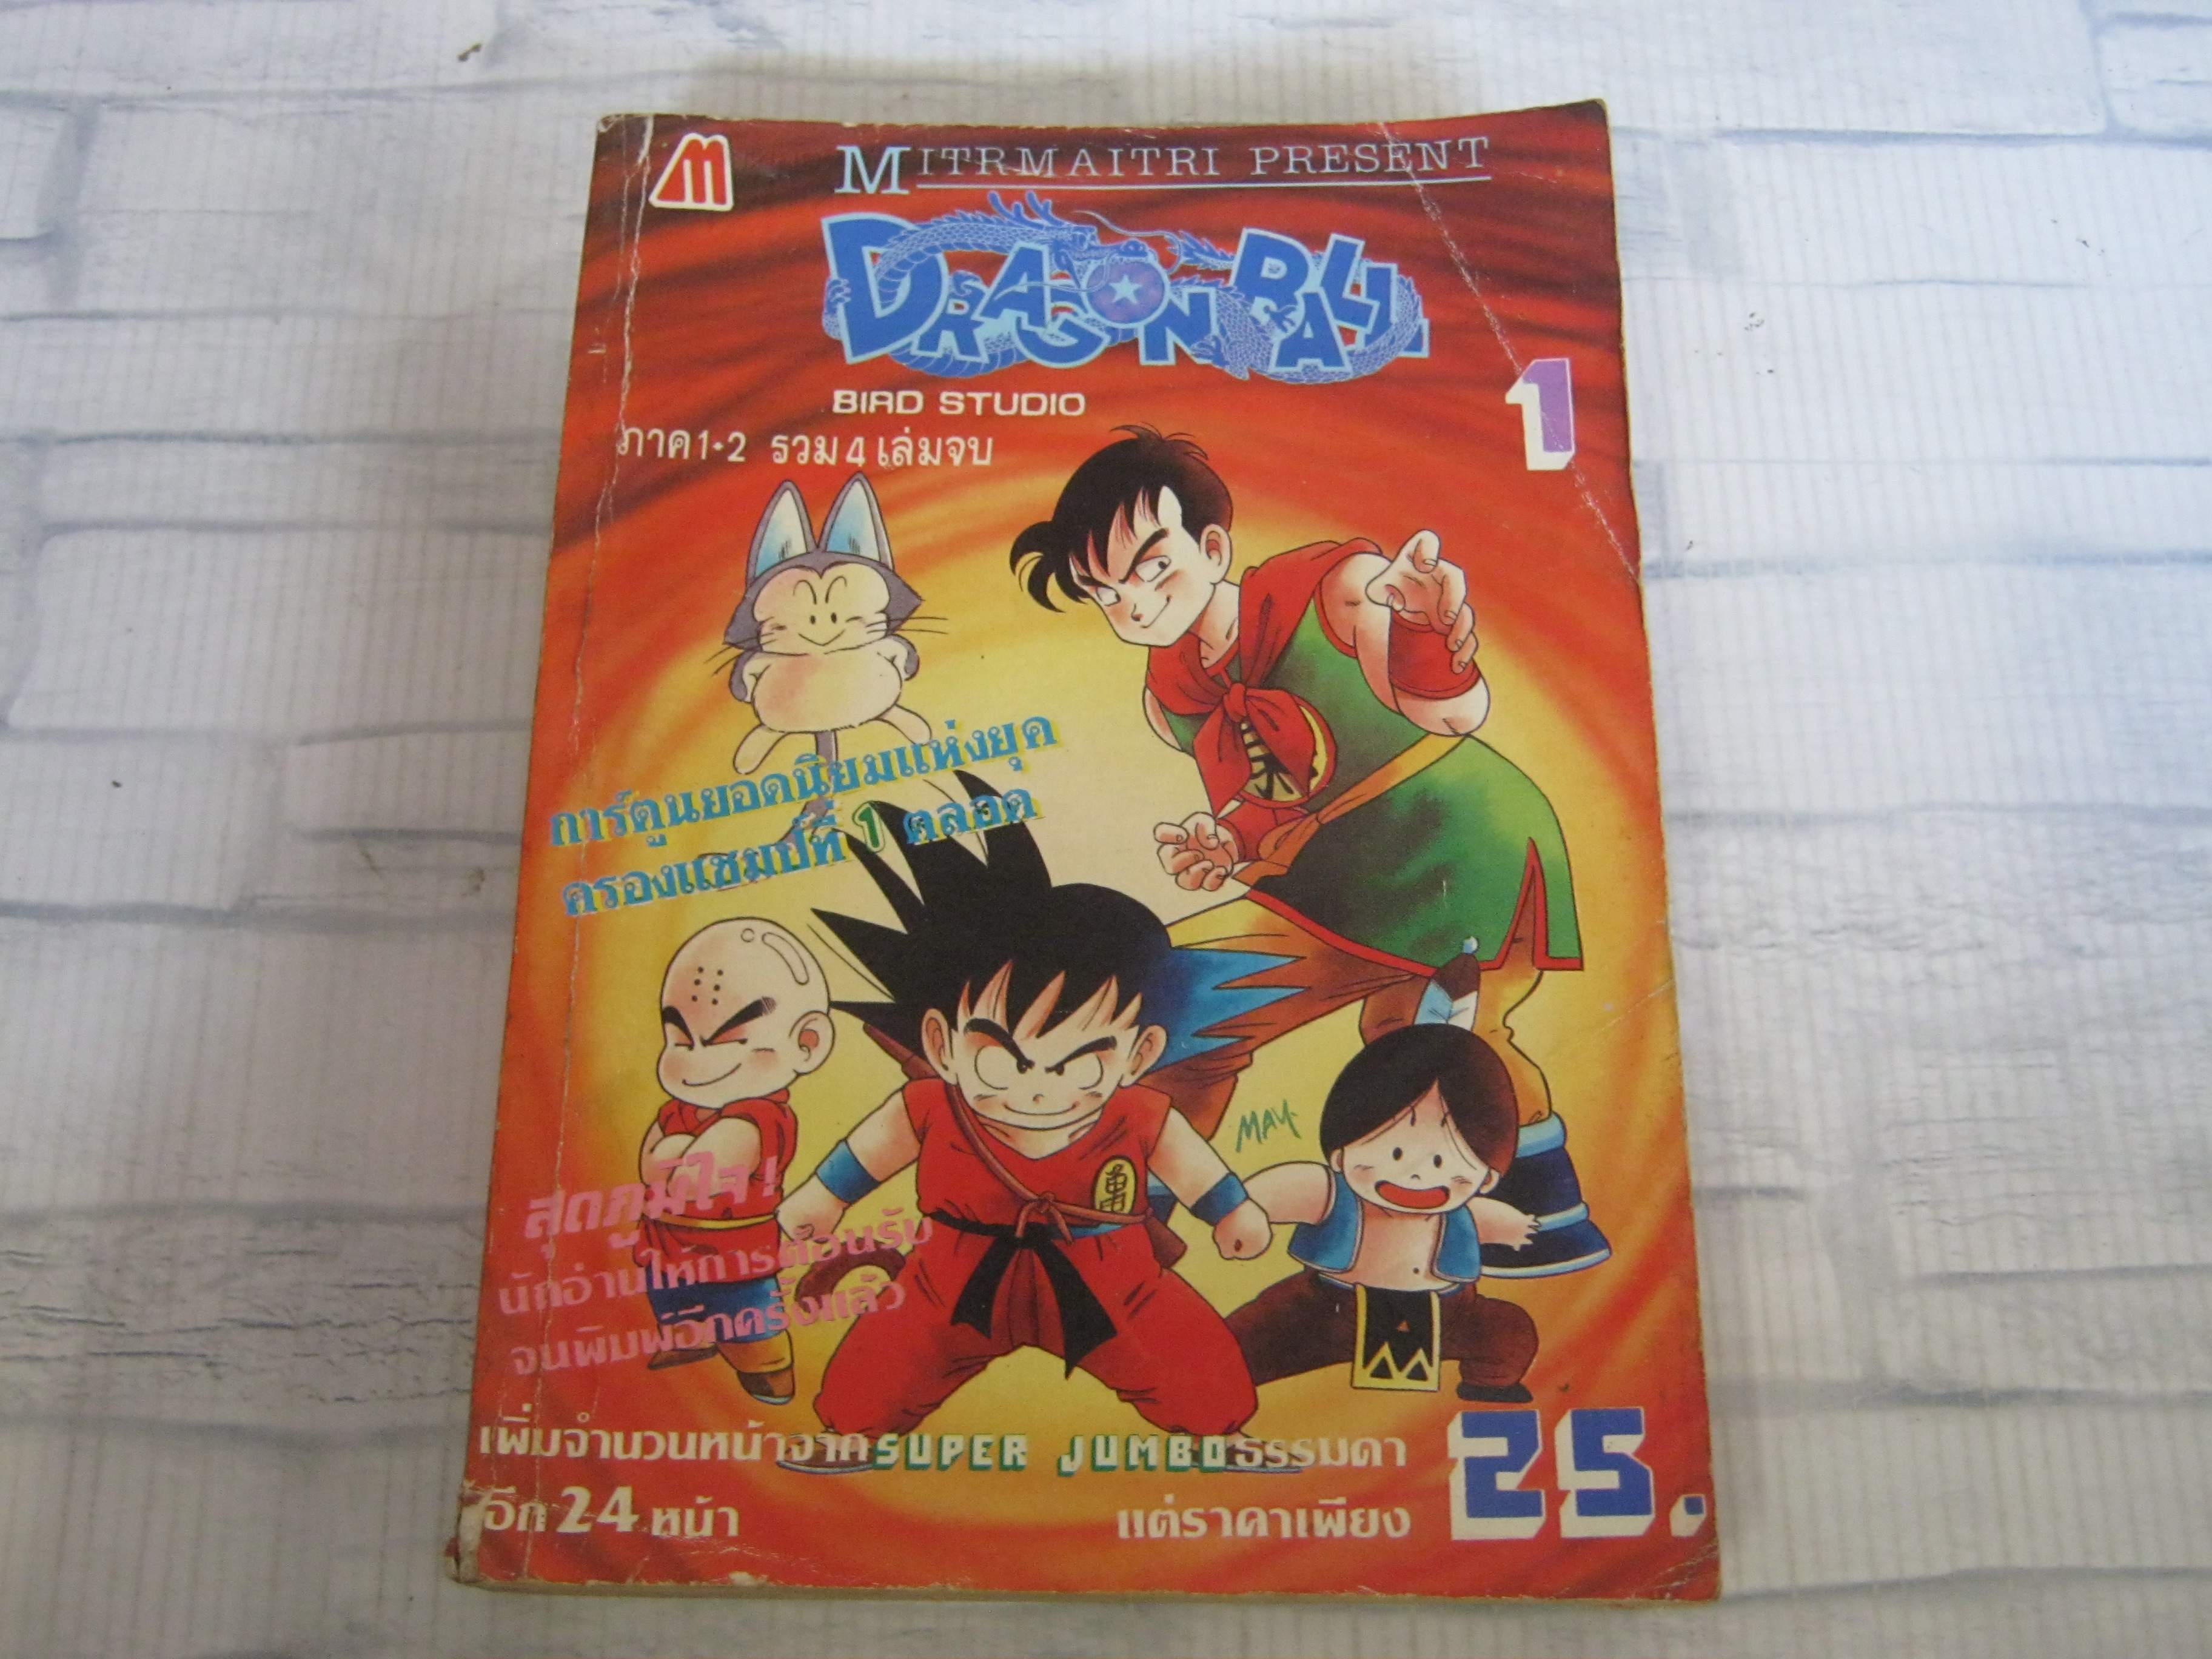 MITRMAITRI PRESENT
DRAGON BALL
1
BIRD STUDIO
ภาค 1+2 รวม 4 เล่มจบ
การ์ตูนยอดนิยมแห่งยุค
ครองแชมป์ที่ 1 ตลอด
亀
MAY
สุดภูมิใจ!
นักอ่านให้การต้อนรับ
จนพิมพ์อีกครั้งแล้ว
เพิ่มจำนวนหน้าจาก SUPER JUMBO ธรรมดา
อีก 24 หน้า แต่ราคาเพียง 25.